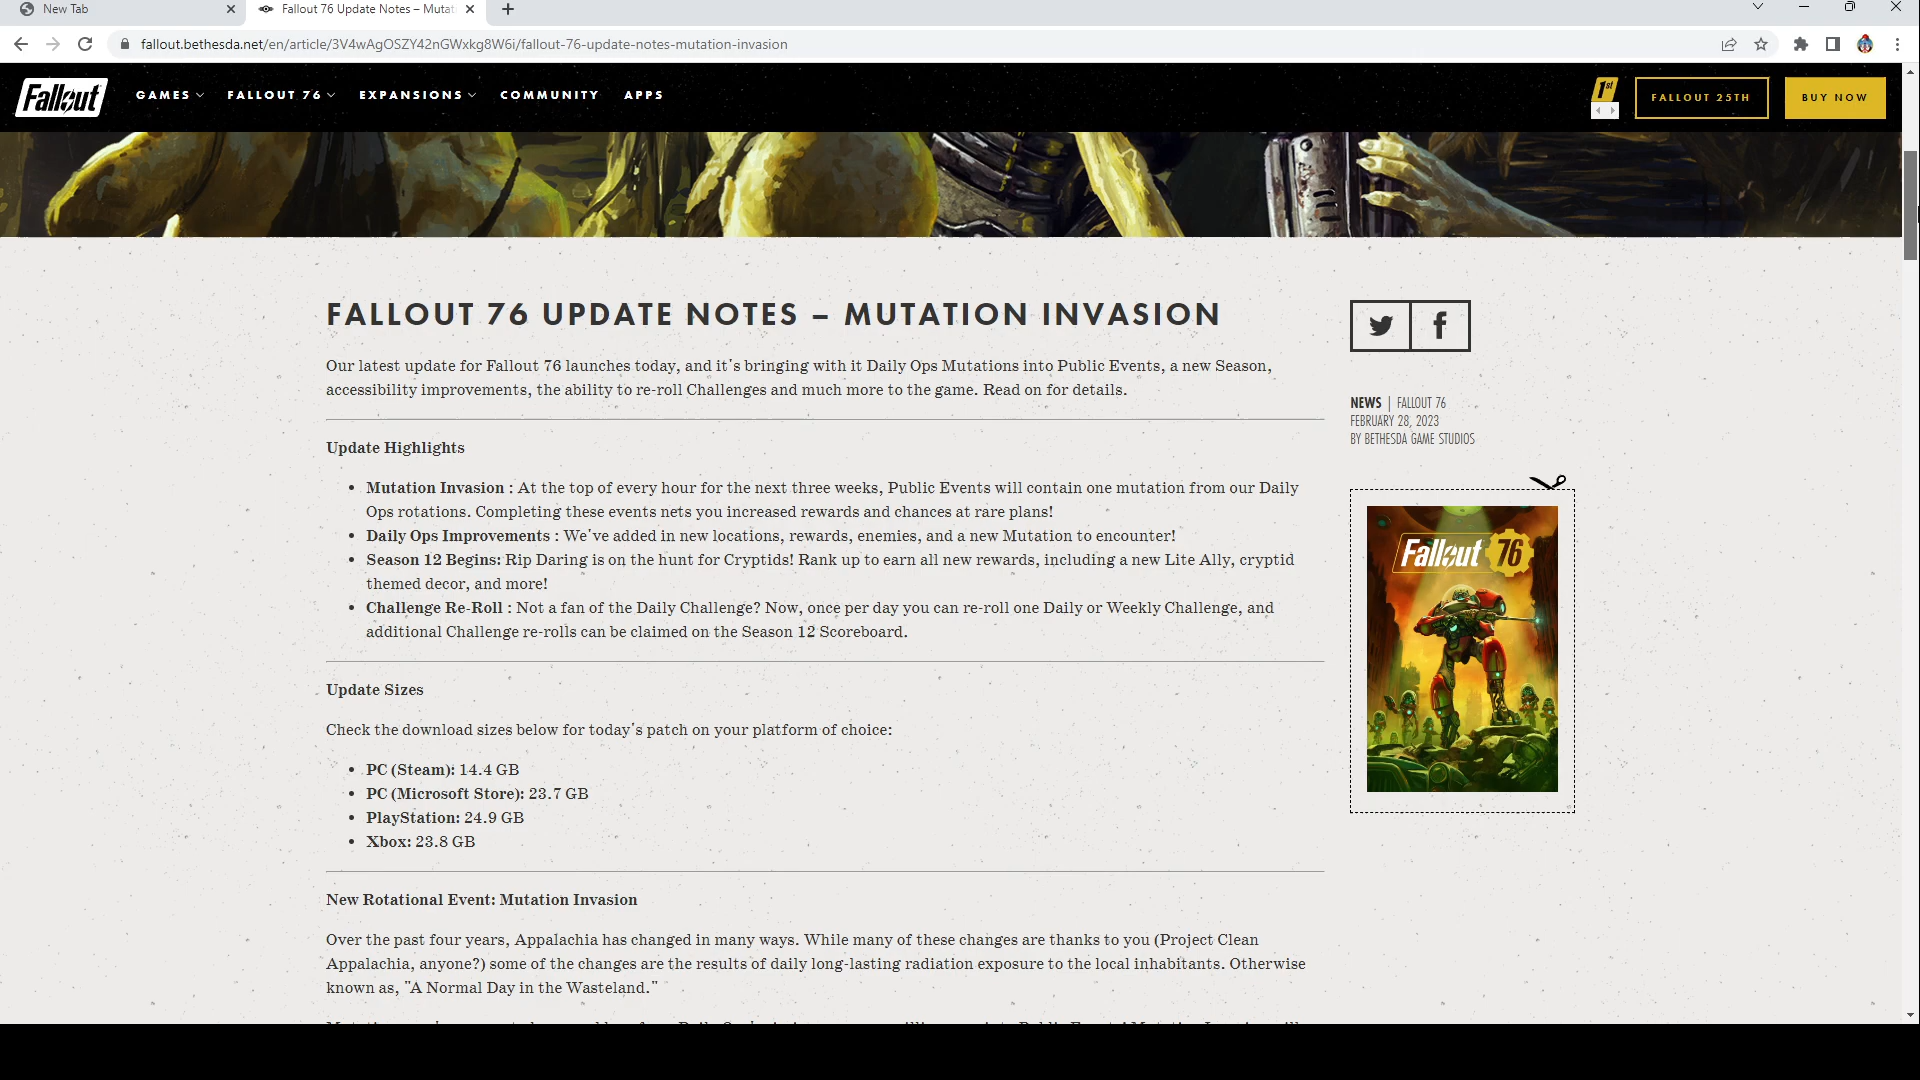 New Tab
Fallout 76 Update Notes – Mutat
fallout.bethesda.net/en/article/3V4wAgOSZY42nGWxkg8W6i/fallout-76-update-notes-mutation-invasion
Fallout
GAMES
FALLOUT 76
EXPANSIONS
COMMUNITY
APPS
1st
FALLOUT 25TH
BUY NOW
FALLOUT 76 UPDATE NOTES – MUTATION INVASION
Our latest update for Fallout 76 launches today, and it's bringing with it Daily Ops Mutations into Public Events, a new Season,
accessibility improvements, the ability to re-roll Challenges and much more to the game. Read on for details.
NEWS | FALLOUT 76
FEBRUARY 28, 2023
BY BETHESDA GAME STUDIOS
Fallout 76
Update Highlights
• Mutation Invasion : At the top of every hour for the next three weeks, Public Events will contain one mutation from our Daily
Ops rotations. Completing these events nets you increased rewards and chances at rare plans!
• Daily Ops Improvements : We've added in new locations, rewards, enemies, and a new Mutation to encounter!
• Season 12 Begins: Rip Daring is on the hunt for Cryptids! Rank up to earn all new rewards, including a new Lite Ally, cryptid
themed decor, and more!
• Challenge Re-Roll : Not a fan of the Daily Challenge? Now, once per day you can re-roll one Daily or Weekly Challenge, and
additional Challenge re-rolls can be claimed on the Season 12 Scoreboard.
Update Sizes
Check the download sizes below for today's patch on your platform of choice:
• PC (Steam): 14.4 GB
• PC (Microsoft Store): 23.7 GB
• PlayStation: 24.9 GB
• Xbox: 23.8 GB
New Rotational Event: Mutation Invasion
Over the past four years, Appalachia has changed in many ways. While many of these changes are thanks to you (Project Clean
Appalachia, anyone?) some of the changes are the results of daily long-lasting radiation exposure to the local inhabitants. Otherwise
known as, "A Normal Day in the Wasteland."